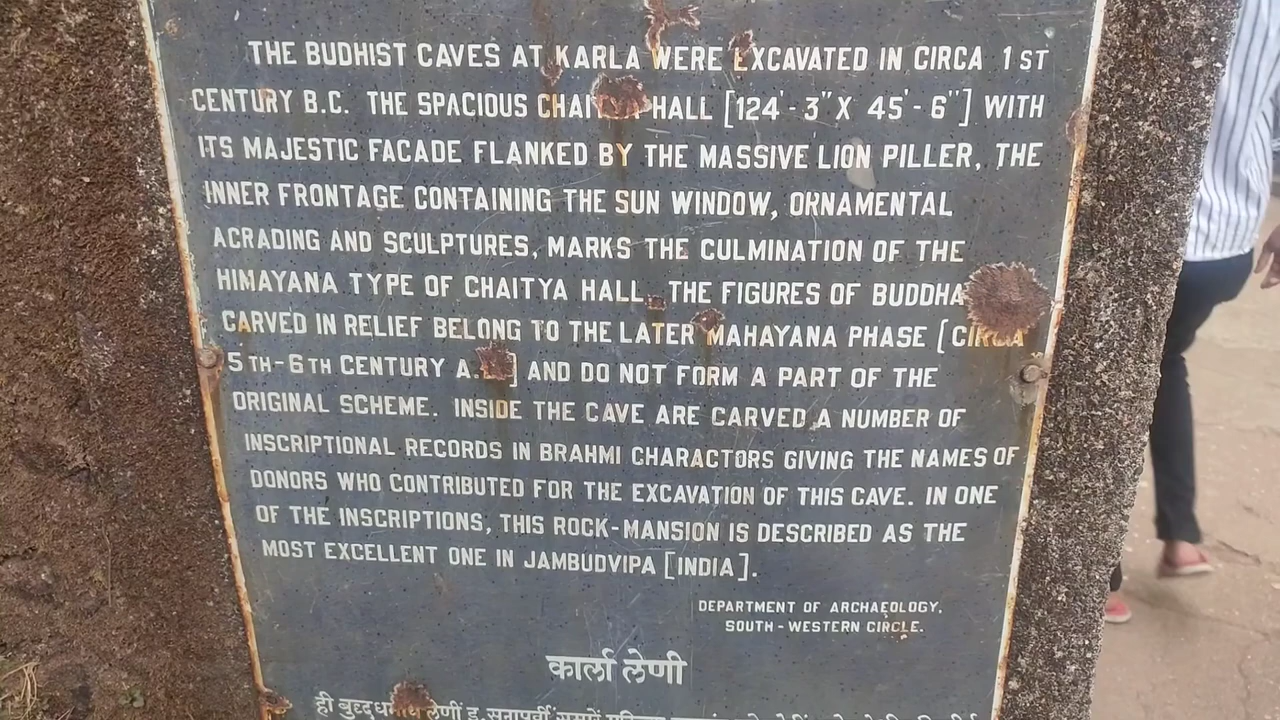 THE BUDHIST CAVES AT KARLA WERE EXCAVATED IN CIRCA 1ST
CENTURY B.C. THE SPACIOUS CHAITYA HALL [124'-3"X 45'-6"] WITH
ITS MAJESTIC FACADE FLANKED BY THE MASSIVE LION PILLER, THE
INNER FRONTAGE CONTAINING THE SUN WINDOW, ORNAMENTAL
ACRADING AND SCULPTURES, MARKS THE CULMINATION OF THE
HIMAYANA TYPE OF CHAITYA HALL. THE FIGURES OF BUDDHA
CARVED IN RELIEF BELONG TO THE LATER MAHAYANA PHASE [CIRCA
5TH-6TH CENTURY A. ] AND DO NOT FORM A PART OF THE
ORIGINAL SCHEME. INSIDE THE CAVE ARE CARVED A NUMBER OF
INSCRIPTIONAL RECORDS IN BRAHMI CHARACTORS GIVING THE NAMES OF
DONORS WHO CONTRIBUTED FOR THE EXCAVATION OF THIS CAVE. IN ONE
OF THE INSCRIPTIONS, THIS ROCK-MANSION IS DESCRIBED AS THE
MOST EXCELLENT ONE IN JAMBUDVIPA [INDIA].
DEPARTMENT OF ARCHAEOLOGY,
SOUTH-WESTERN CIRCLE.
कार्ला लेणी
ही लेणीं इ.